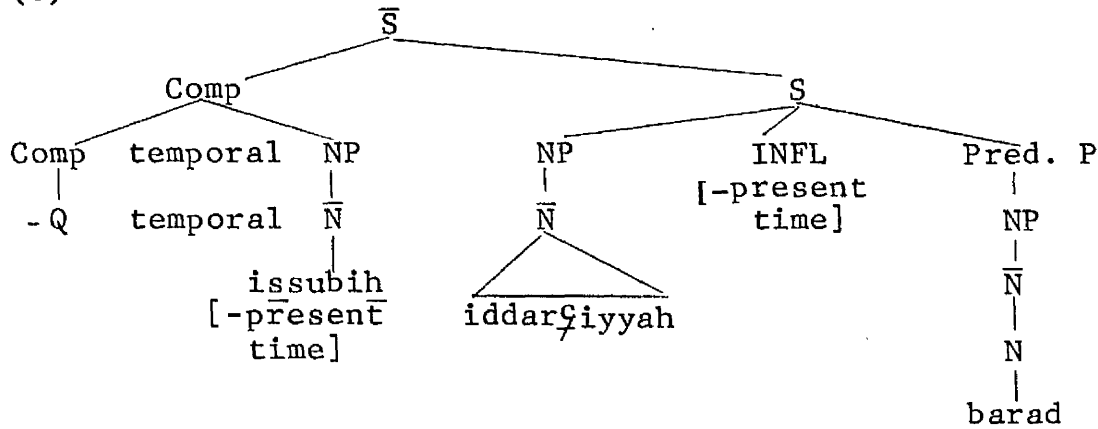 S̅
Comp S
Comp temporal NP NP INFL Pred. P
[-present
-Q temporal N̅ N̅ time] NP
issubih N̅
[-present iddarʕiyyah
time]
N
barad